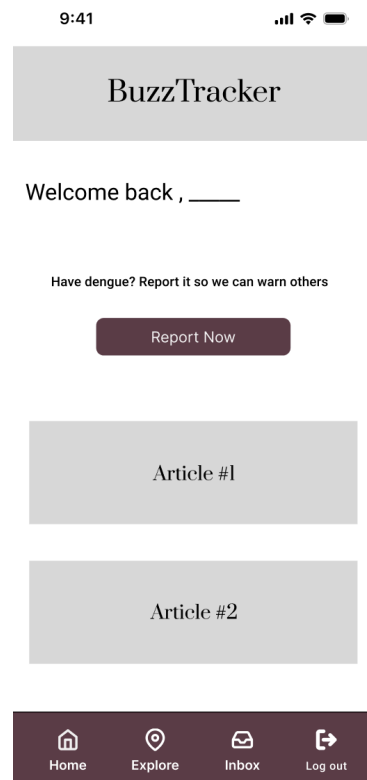 9:41
BuzzTracker
Welcome back , _____
Have dengue? Report it so we can warn others
Report Now
Article #1
Article #2
Home Explore Inbox Log out